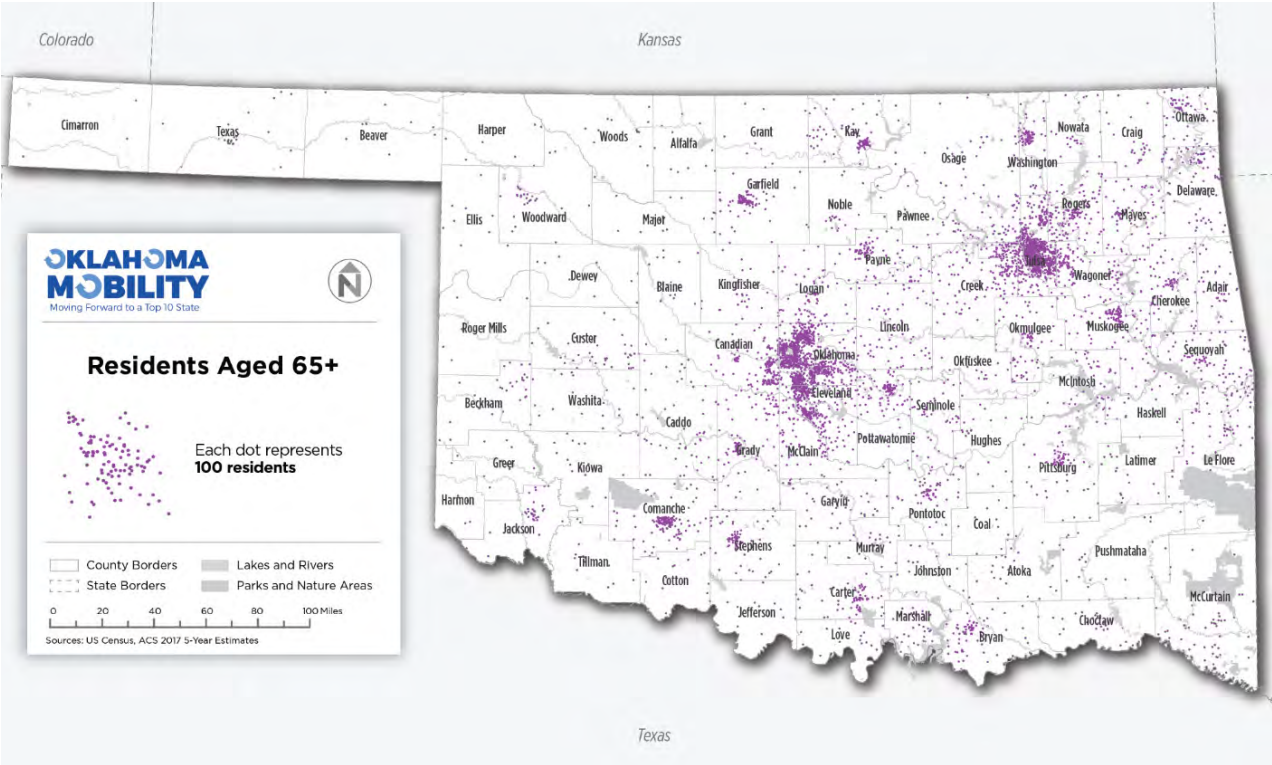 Colorado
Kansas
Cimarron
Texas
Beaver
Harper
Woods
Alfalfa
Grant
Kay
Osage
Washington
Nowata
Craig
Ottawa
Ellis
Woodward
Major
Garfield
Noble
Pawnee
Rogers
Mayes
Delaware
Dewey
Blaine
Kingfisher
Logan
Payne
Creek
Tulsa
Wagoner
Cherokee
Adair
Roger Mills
Custer
Canadian
Oklahoma
Lincoln
Okfuskee
Okmulgee
Muskogee
Sequoyah
Beckham
Washita
Caddo
Cleveland
Seminole
McIntosh
Haskell
Greer
Kiowa
Grady
McClain
Pottawatomie
Hughes
Pittsburg
Latimer
Le Flore
Harmon
Jackson
Comanche
Garvin
Pontotoc
Coal
Tillman
Cotton
Stephens
Murray
Johnston
Atoka
Pushmataha
McCurtain
Jefferson
Carter
Love
Marshall
Bryan
Choctaw
Texas
OKLAHOMA
MOBILITY
Moving Forward to a Top 10 State
N
Residents Aged 65+
Each dot represents
100 residents
County Borders
Lakes and Rivers
State Borders
Parks and Nature Areas
0 20 40 60 80 100 Miles
Sources: US Census, ACS 2017 5-Year Estimates